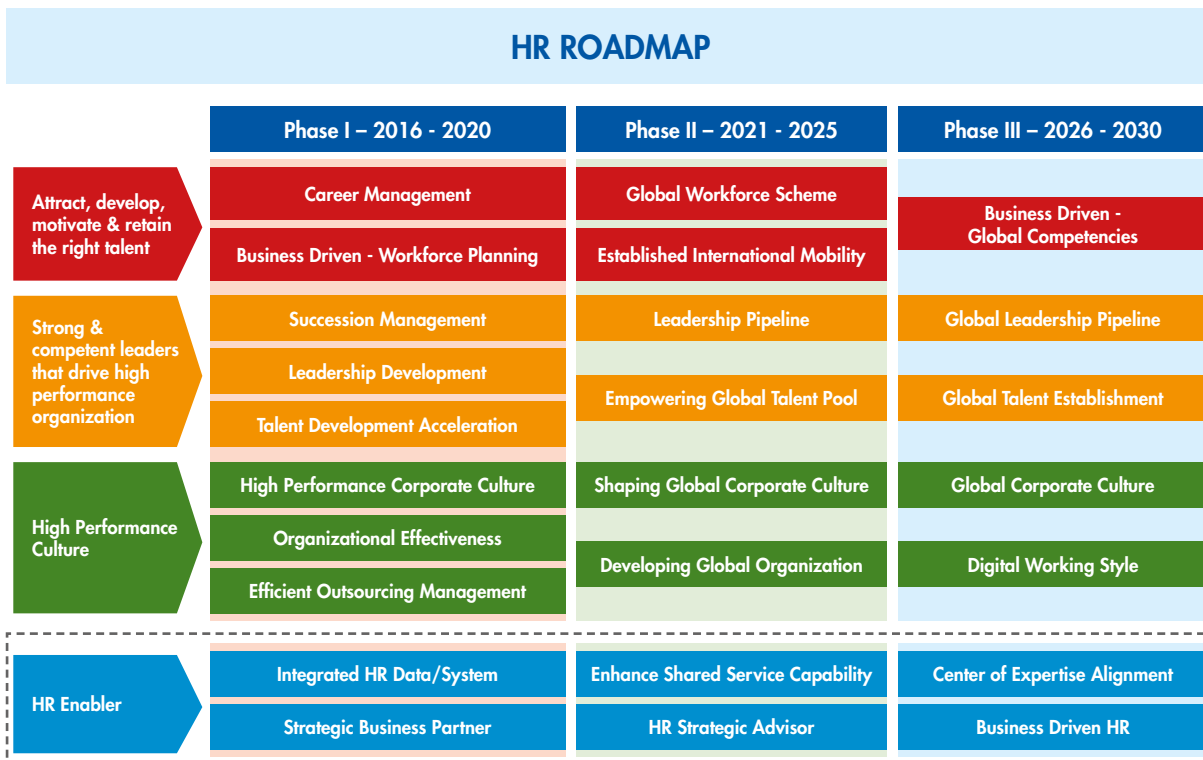 HR ROADMAP
Phase I – 2016 - 2020
Phase II – 2021 - 2025
Phase III – 2026 - 2030
Attract, develop,
motivate & retain
the right talent
Career Management
Business Driven - Workforce Planning
Global Workforce Scheme
Established International Mobility
Business Driven -
Global Competencies
Strong &
competent leaders
that drive high
performance
organization
Succession Management
Leadership Development
Talent Development Acceleration
Leadership Pipeline
Empowering Global Talent Pool
Global Leadership Pipeline
Global Talent Establishment
High Performance
Culture
High Performance Corporate Culture
Organizational Effectiveness
Efficient Outsourcing Management
Shaping Global Corporate Culture
Developing Global Organization
Global Corporate Culture
Digital Working Style
HR Enabler
Integrated HR Data/System
Strategic Business Partner
Enhance Shared Service Capability
HR Strategic Advisor
Center of Expertise Alignment
Business Driven HR